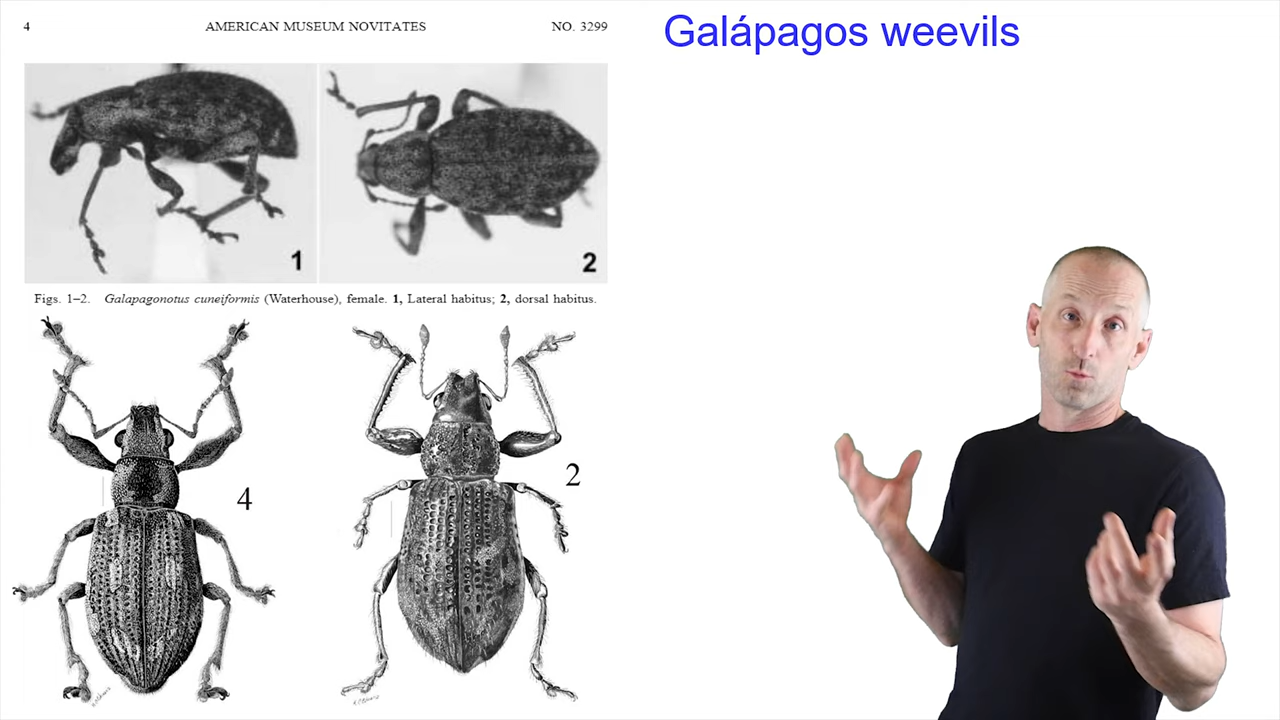 4 AMERICAN MUSEUM NOVITATES NO. 3299
Galápagos weevils
1 2
Figs. 1–2. Galapagonotus cuneiformis (Waterhouse), female. 1, Lateral habitus; 2, dorsal habitus.
4 2